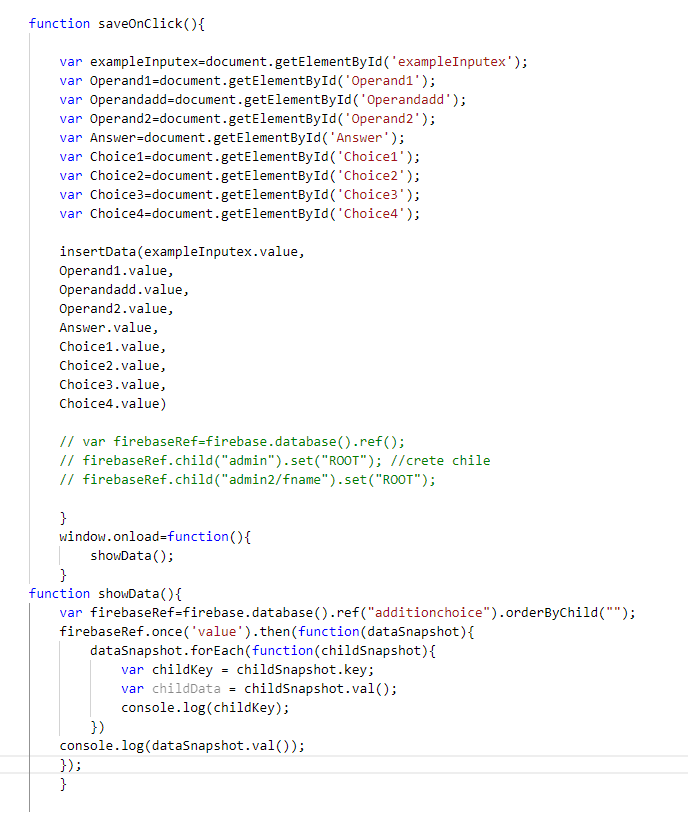 function saveOnClick(){
var exampleInputex=document.getElementById('exampleInputex');
var Operand1=document.getElementById('Operand1');
var Operandadd=document.getElementById('Operandadd');
var Operand2=document.getElementById('Operand2');
var Answer=document.getElementById('Answer');
var Choice1=document.getElementById('Choice1');
var Choice2=document.getElementById('Choice2');
var Choice3=document.getElementById('Choice3');
var Choice4=document.getElementById('Choice4');
insertData(exampleInputex.value,
Operand1.value,
Operandadd.value,
Operand2.value,
Answer.value,
Choice1.value,
Choice2.value,
Choice3.value,
Choice4.value)
// var firebaseRef=firebase.database().ref();
// firebaseRef.child("admin").set("ROOT"); //crete chile
// firebaseRef.child("admin2/fname").set("ROOT");
}
window.onload=function(){
showData();
}
function showData(){
var firebaseRef=firebase.database().ref("additionchoice").orderByChild("");
firebaseRef.once('value').then(function(dataSnapshot){
dataSnapshot.forEach(function(childSnapshot){
var childKey = childSnapshot.key;
var childData = childSnapshot.val();
console.log(childKey);
})
console.log(dataSnapshot.val());
});
}